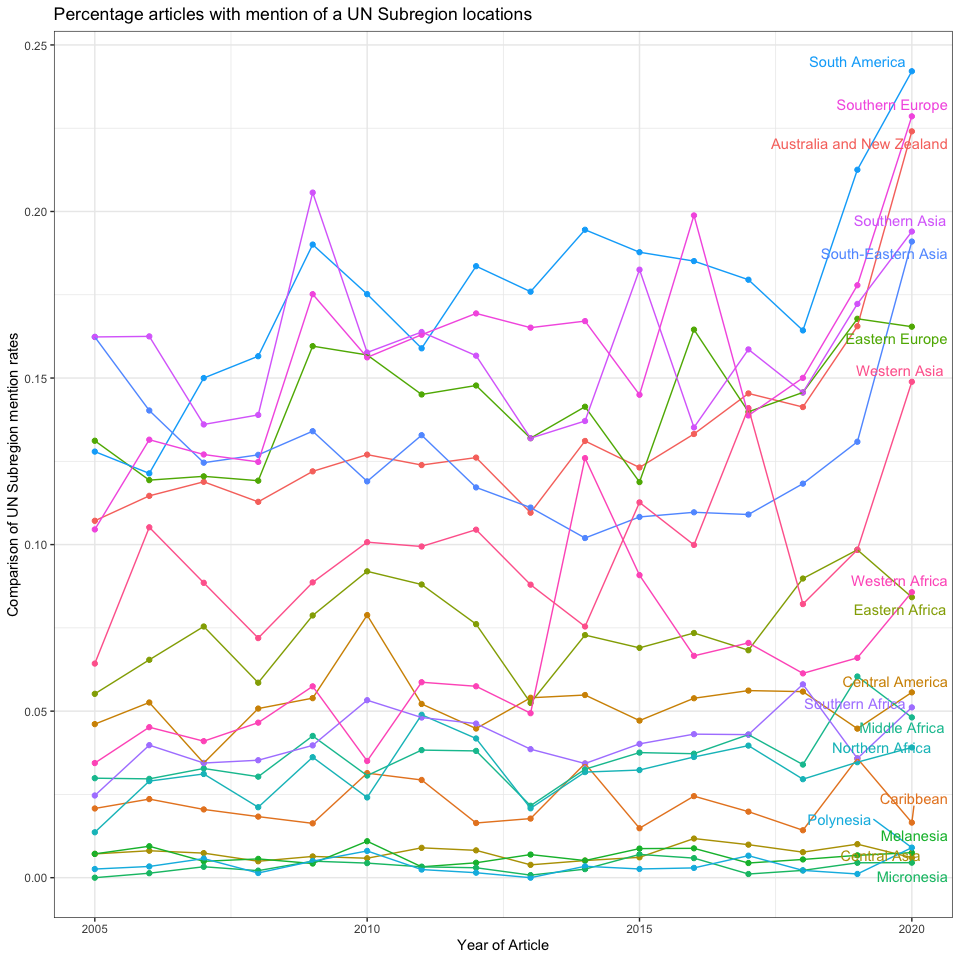 Percentage articles with mention of a UN Subregion locations
0.25
South America
Southern Europe
Australia and New Zealand
0.20
Southern Asia
South-Eastern Asia
Eastern Europe
0.15
Western Asia
Comparison of UN Subregion mention rates
0.10
Western Africa
Eastern Africa
Central America
Southern Africa
0.05
Middle Africa
Northern Africa
Caribbean
Polynesia
Melanesia
Central Asia
0.00
Micronesia
2005
2010
2015
2020
Year of Article